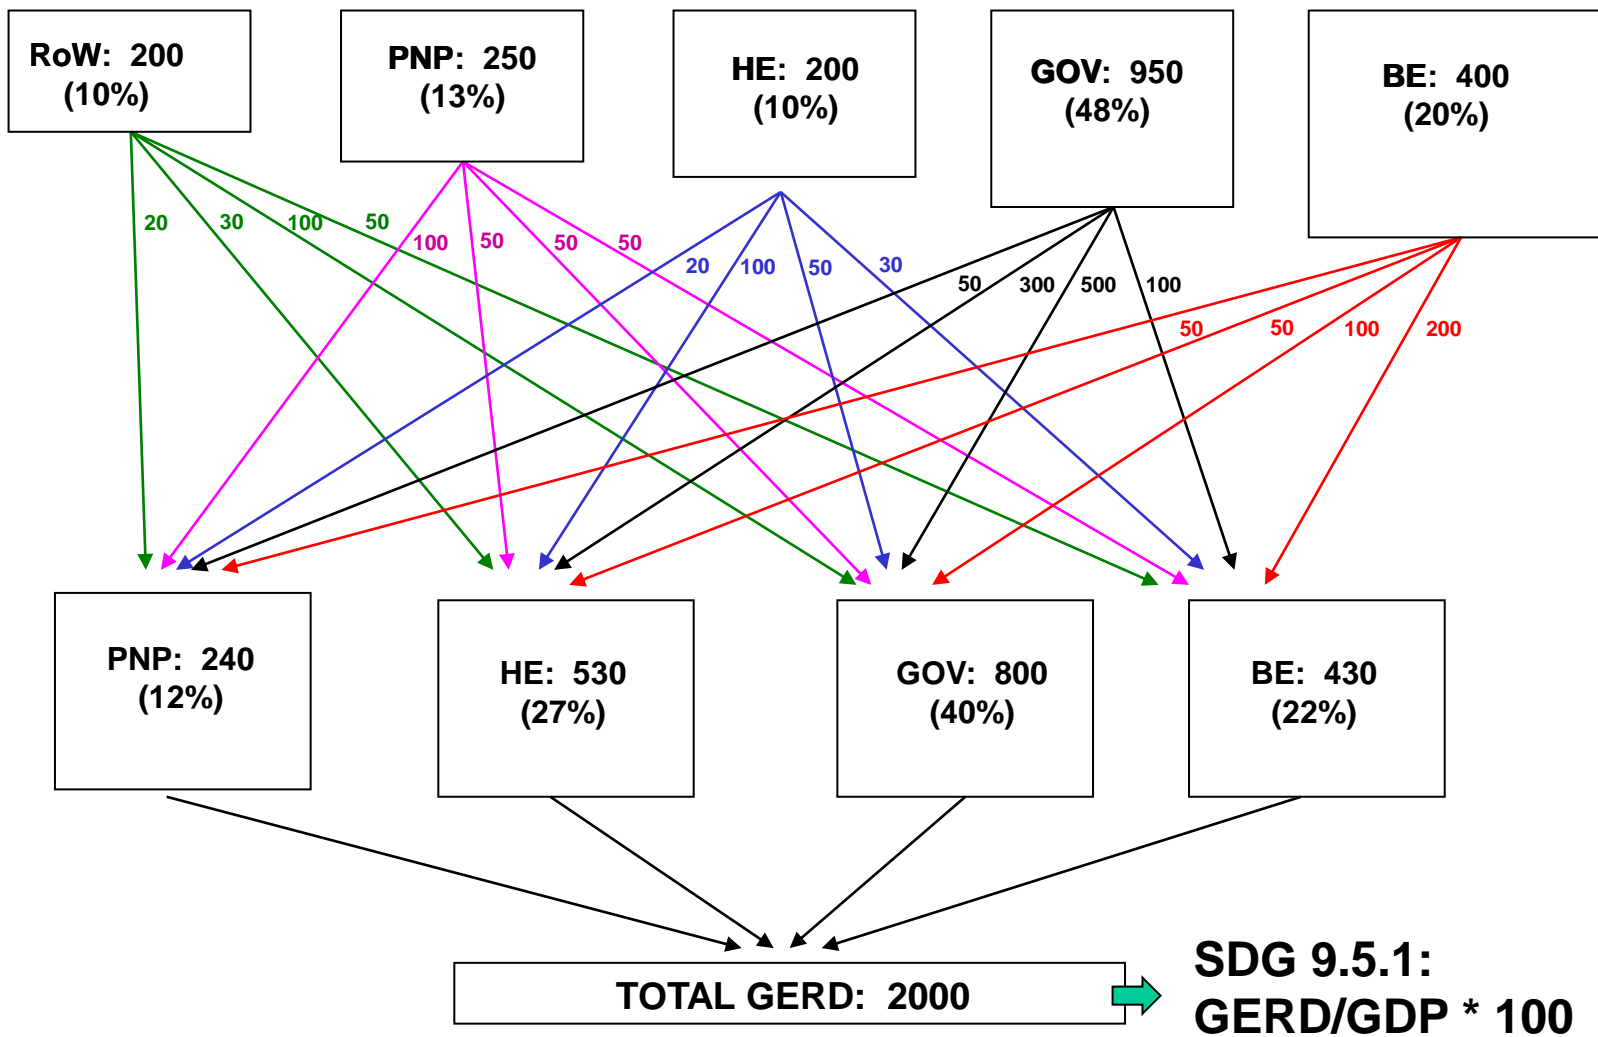 RoW: 200
(10%)
PNP: 250
(13%)
HE: 200
(10%)
GOV: 950
(48%)
BE: 400
(20%)
20
30
100
50
100
50
50
50
20
100
50
30
50
300
500
100
50
50
100
200
PNP: 240
(12%)
HE: 530
(27%)
GOV: 800
(40%)
BE: 430
(22%)
TOTAL GERD: 2000
SDG 9.5.1:
GERD/GDP * 100